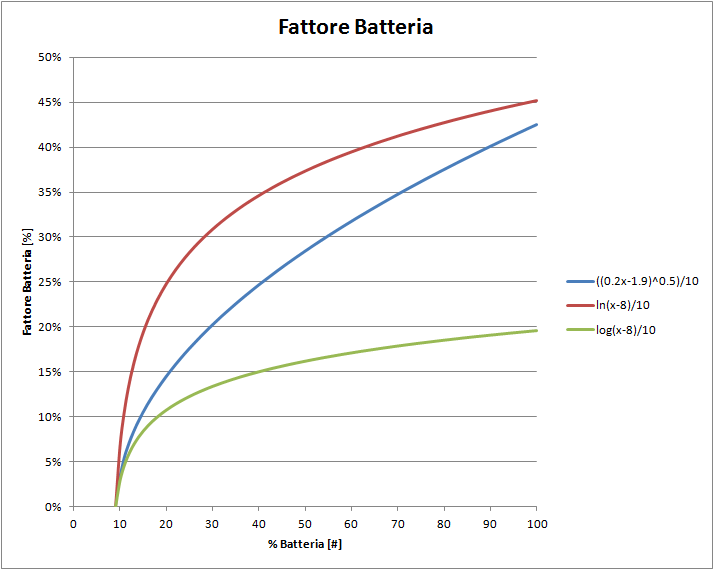 Fattore Batteria
50%
45%
40%
35%
30%
25%
20%
15%
10%
5%
0%
Fattore Batteria [%]
0 10 20 30 40 50 60 70 80 90 100
% Batteria [#]
((0.2x-1.9)^0.5)/10
ln(x-8)/10
log(x-8)/10